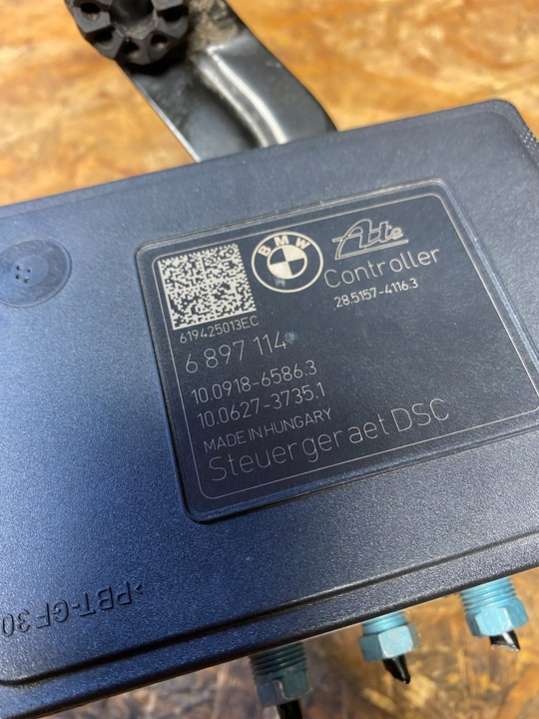 BMW
Ate
Controller
28.5157-4116.3
619425013EC
6 897 114
10.0918-6586.3
10.0627-3735.1
MADE IN HUNGARY
Steuergeraet DSC
>PBT-GF30